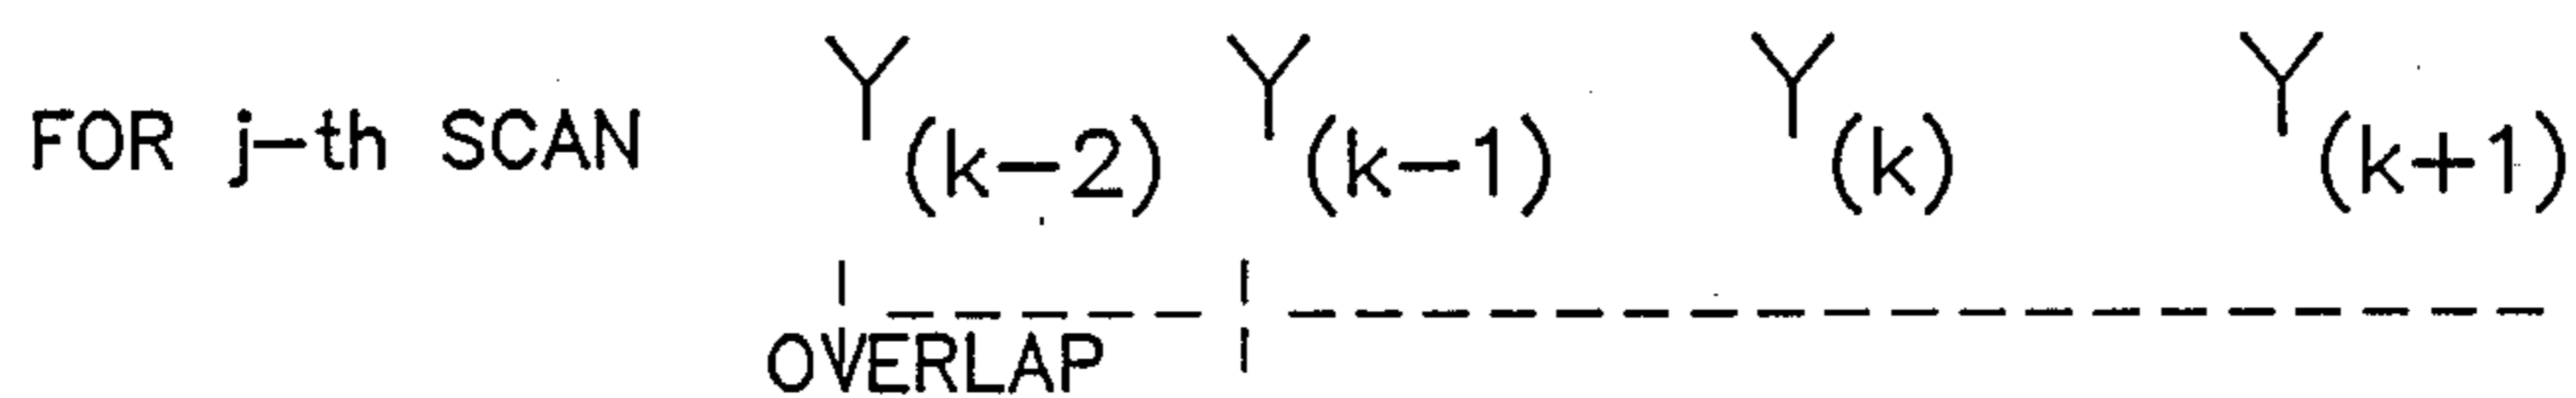 FOR j-th SCAN Y(k-2) Y(k-1) Y(k) Y(k+1)
OVERLAP